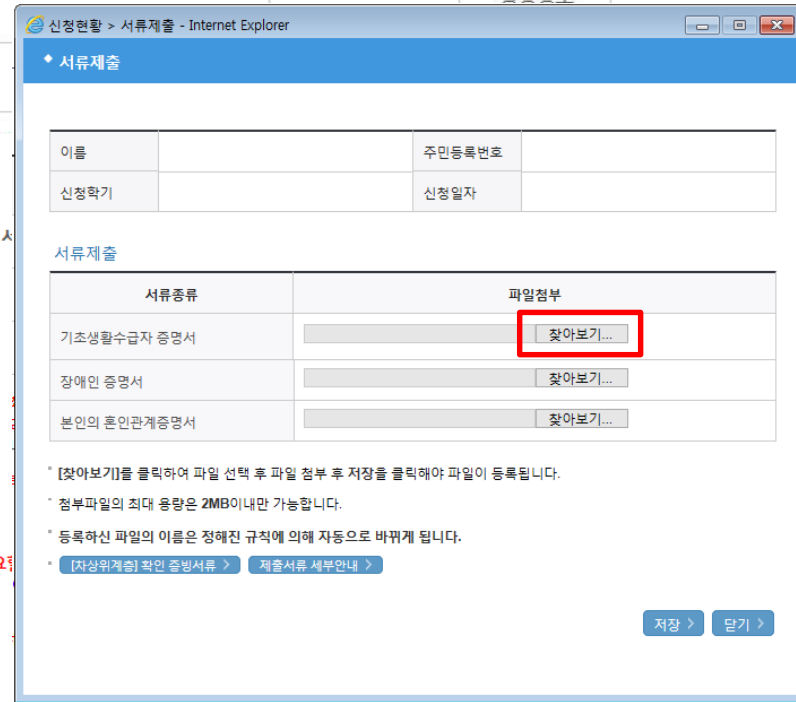 신청현황 > 서류제출 - Internet Explorer
서류제출
이름 주민등록번호
신청학기 신청일자
서류제출
서류종류 파일첨부
기초생활수급자 증명서 찾아보기...
장애인 증명서 찾아보기...
본인의 혼인관계증명서 찾아보기...
[찾아보기]를 클릭하여 파일 선택 후 파일 첨부 후 저장을 클릭해야 파일이 등록됩니다.
첨부파일의 최대 용량은 2MB이내만 가능합니다.
등록하신 파일의 이름은 정해진 규칙에 의해 자동으로 바뀌게 됩니다.
[차상위계층] 확인 증빙서류 > 제출서류 세부안내 >
저장 > 닫기 >